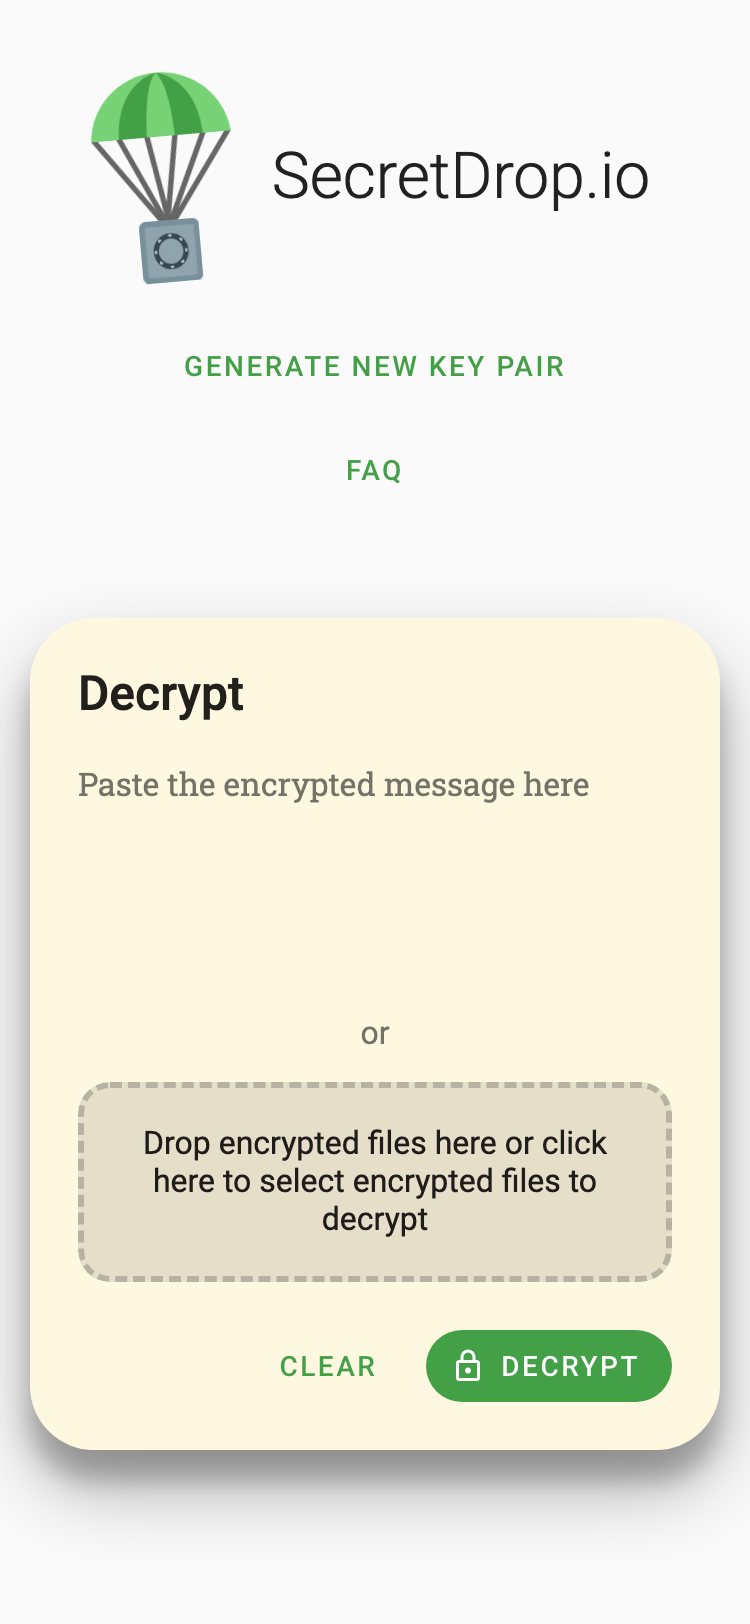 SecretDrop.io
GENERATE NEW KEY PAIR
FAQ
Decrypt
Paste the encrypted message here
or
Drop encrypted files here or click
here to select encrypted files to
decrypt
CLEAR
DECRYPT